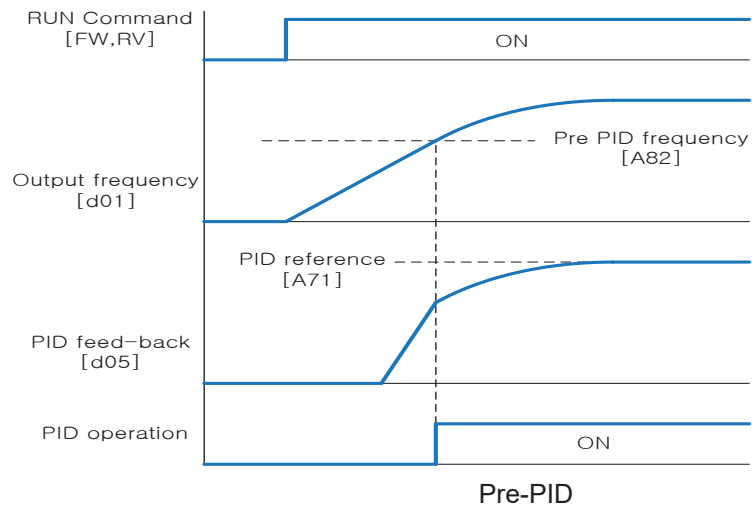 RUN Command
[FW,RV]
ON
Pre PID frequency
[A82]
Output frequency
[d01]
PID reference
[A71]
PID feed-back
[d05]
PID operation
ON
Pre-PID